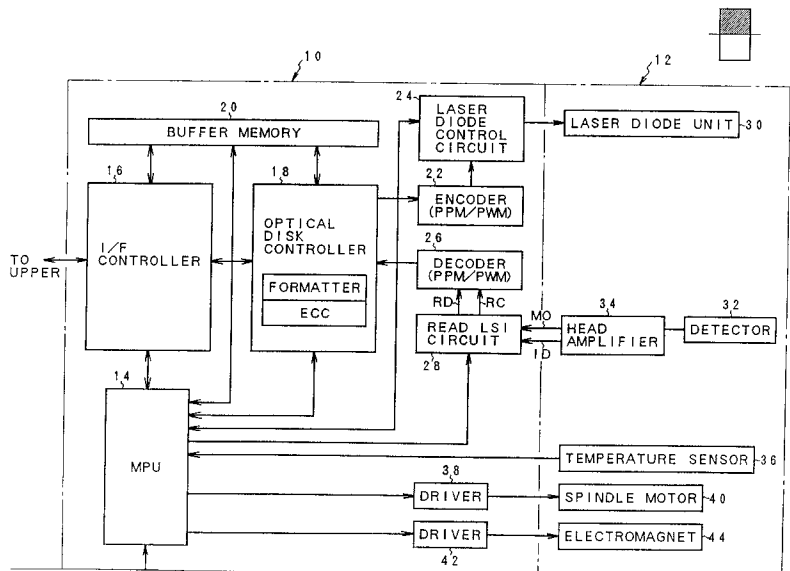 10
12
20
BUFFER MEMORY
24
LASER
DIODE
CONTROL
CIRCUIT
LASER DIODE UNIT
30
16
I/F
CONTROLLER
18
OPTICAL
DISK
CONTROLLER
FORMATTER
ECC
22
ENCODER
(PPM/PWM)
26
DECODER
(PPM/PWM)
TO
UPPER
RD
RC
READ LSI
CIRCUIT
28
MO
ID
34
HEAD
AMPLIFIER
32
DETECTOR
14
MPU
TEMPERATURE SENSOR
36
38
DRIVER
SPINDLE MOTOR
40
DRIVER
42
ELECTROMAGNET
44